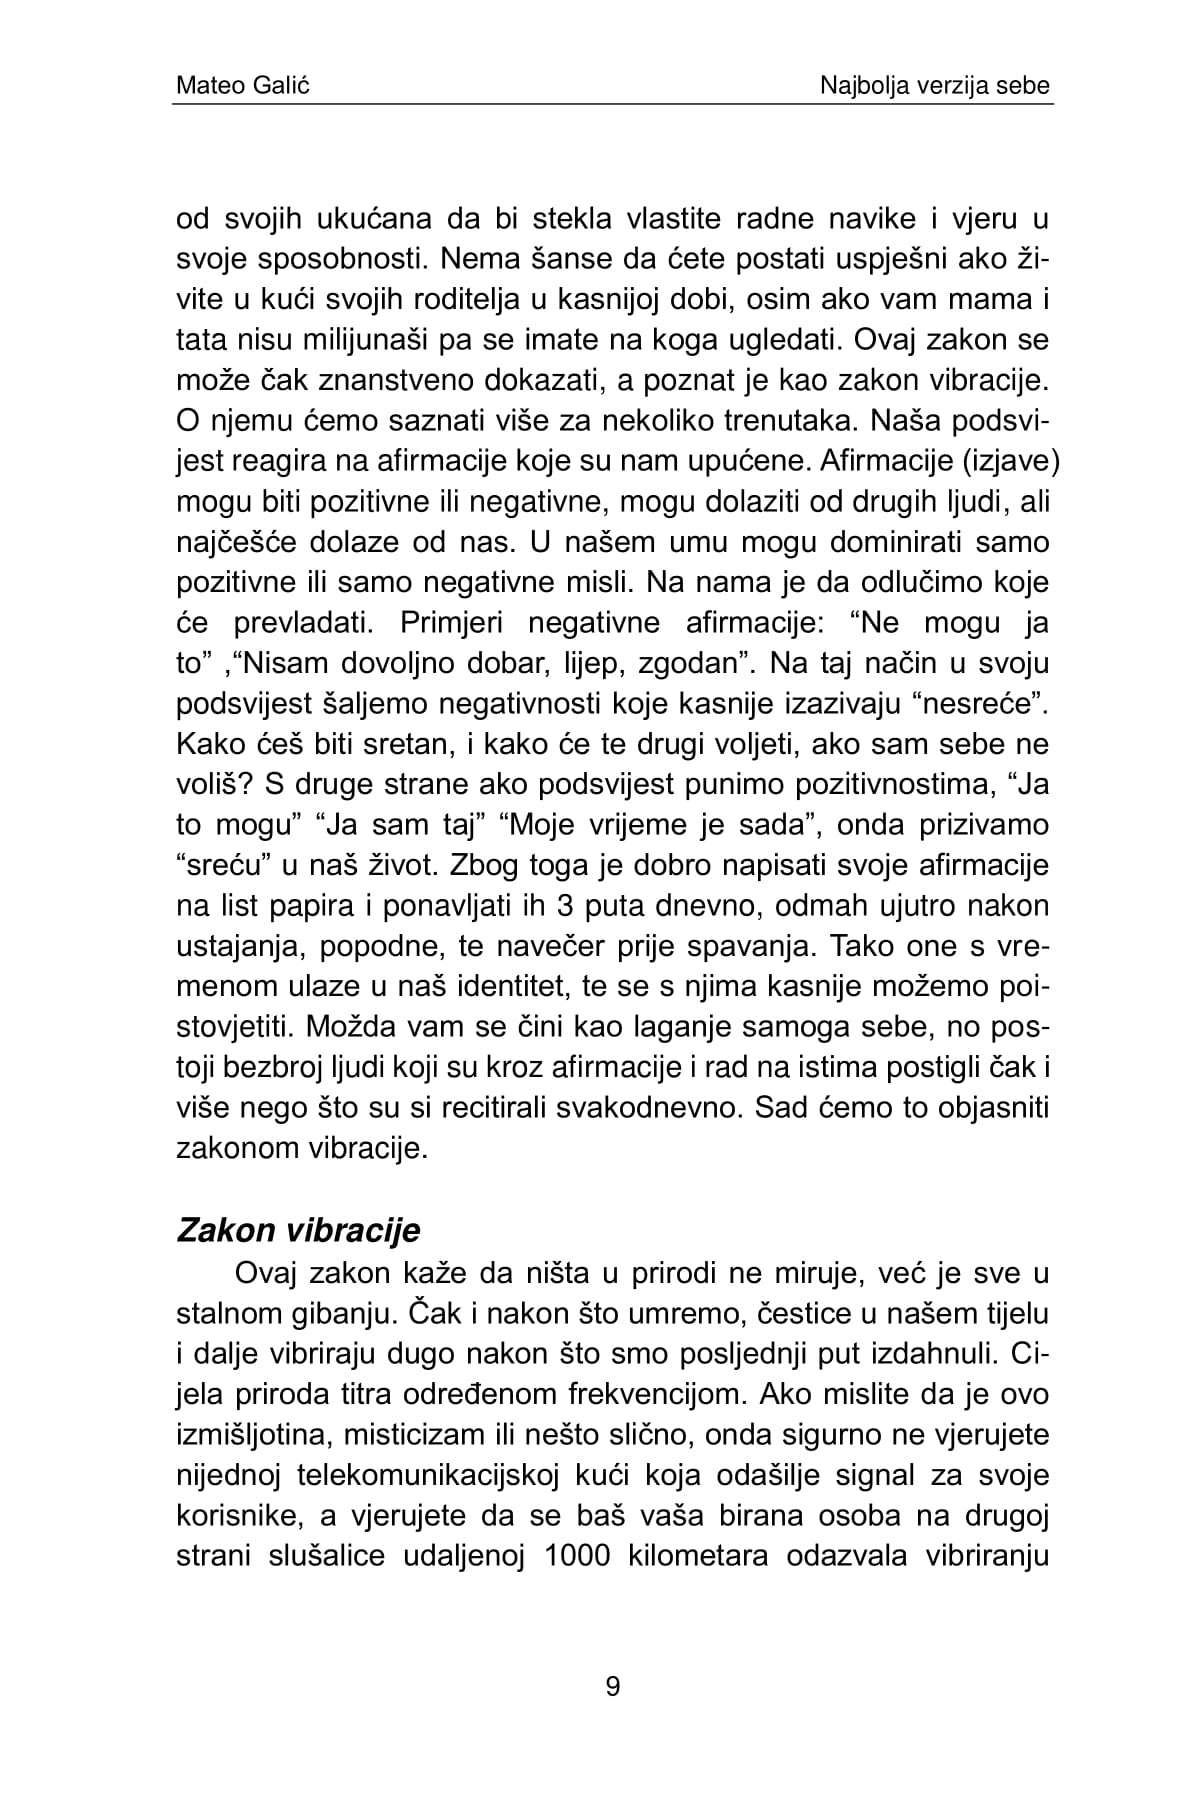 Mateo Galić Najbolja verzija sebe
od svojih ukućana da bi stekla vlastite radne navike i vjeru u
svoje sposobnosti. Nema šanse da ćete postati uspješni ako ži-
vite u kući svojih roditelja u kasnijoj dobi, osim ako vam mama i
tata nisu milijunaši pa se imate na koga ugledati. Ovaj zakon se
može čak znanstveno dokazati, a poznat je kao zakon vibracije.
O njemu ćemo saznati više za nekoliko trenutaka. Naša podsvi-
jest reagira na afirmacije koje su nam upućene. Afirmacije (izjave)
mogu biti pozitivne ili negativne, mogu dolaziti od drugih ljudi, ali
najčešće dolaze od nas. U našem umu mogu dominirati samo
pozitivne ili samo negativne misli. Na nama je da odlučimo koje
će prevladati. Primjeri negativne afirmacije: “Ne mogu ja
to” ,“Nisam dovoljno dobar, lijep, zgodan”. Na taj način u svoju
podsvijest šaljemo negativnosti koje kasnije izazivaju “nesreće”.
Kako ćeš biti sretan, i kako će te drugi voljeti, ako sam sebe ne
voliš? S druge strane ako podsvijest punimo pozitivnostima, “Ja
to mogu” “Ja sam taj” “Moje vrijeme je sada”, onda prizivamo
“sreću” u naš život. Zbog toga je dobro napisati svoje afirmacije
na list papira i ponavljati ih 3 puta dnevno, odmah ujutro nakon
ustajanja, popodne, te navečer prije spavanja. Tako one s vre-
menom ulaze u naš identitet, te se s njima kasnije možemo poi-
stovjetiti. Možda vam se čini kao laganje samoga sebe, no pos-
toji bezbroj ljudi koji su kroz afirmacije i rad na istima postigli čak i
više nego što su si recitirali svakodnevno. Sad ćemo to objasniti
zakonom vibracije.
Zakon vibracije
Ovaj zakon kaže da ništa u prirodi ne miruje, već je sve u
stalnom gibanju. Čak i nakon što umremo, čestice u našem tijelu
i dalje vibriraju dugo nakon što smo posljednji put izdahnuli. Ci-
jela priroda titra određenom frekvencijom. Ako mislite da je ovo
izmišljotina, misticizam ili nešto slično, onda sigurno ne vjerujete
nijednoj telekomunikacijskoj kući koja odašilje signal za svoje
korisnike, a vjerujete da se baš vaša birana osoba na drugoj
strani slušalice udaljenoj 1000 kilometara odazvala vibriranju
9